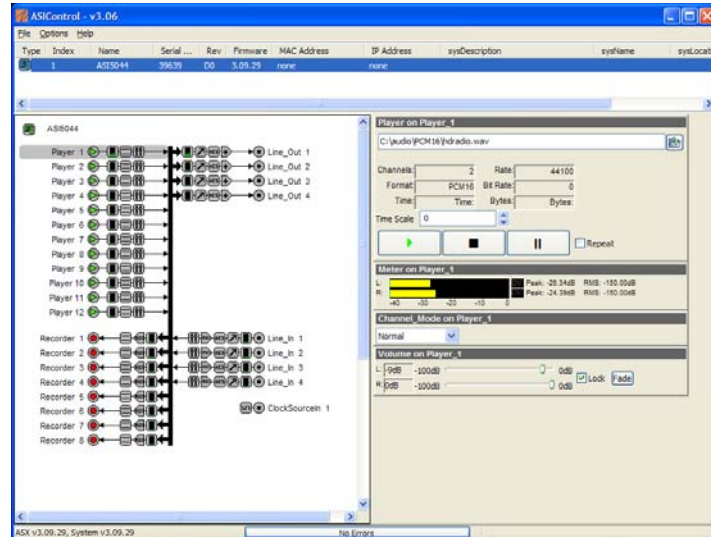 ASIControl - v3.06
File Options Help
Type Index Name Serial ... Rev Firmware MAC Address IP Address sysDescription sysName sysLocat
1 ASI5044 39639 D0 3.09.29 none none
ASI5044
Player 1 Line_Out 1
Player 2 Line_Out 2
Player 3 Line_Out 3
Player 4 Line_Out 4
Player 5
Player 6
Player 7
Player 8
Player 9
Player 10
Player 11
Player 12
Recorder 1 Line_In 1
Recorder 2 Line_In 2
Recorder 3 Line_In 3
Recorder 4 Line_In 4
Recorder 5
Recorder 6 ClockSourceIn 1
Recorder 7
Recorder 8
Player on Player_1
C:\audio\PCM16\hdradio.wav
Channels: 2 Rate: 44100
Format: PCM16 Bit Rate: 0
Time: Time: Bytes: Bytes:
Time Scale 0
Repeat
Meter on Player_1
L: Peak: -26.34dB RMS: -150.00dB
R: Peak: -24.39dB RMS: -150.00dB
-40 -30 -20 -10 0
Channel_Mode on Player_1
Normal
Volume on Player_1
L: -9dB -100dB 0dB
R: 0dB -100dB 0dB
Lock Fade
ASX v3.09.29, System v3.09.29 No Errors